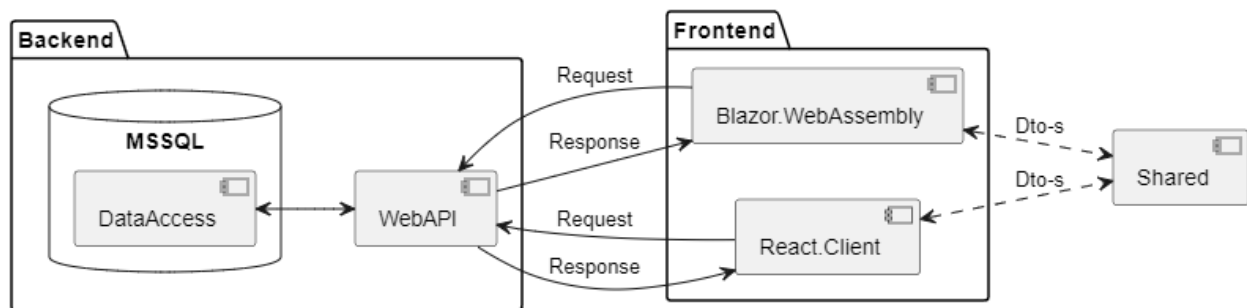 Backend
Frontend
MSSQL
DataAccess
WebAPI
Request
Response
Request
Response
Blazor.WebAssembly
React.Client
Dto-s
Dto-s
Shared